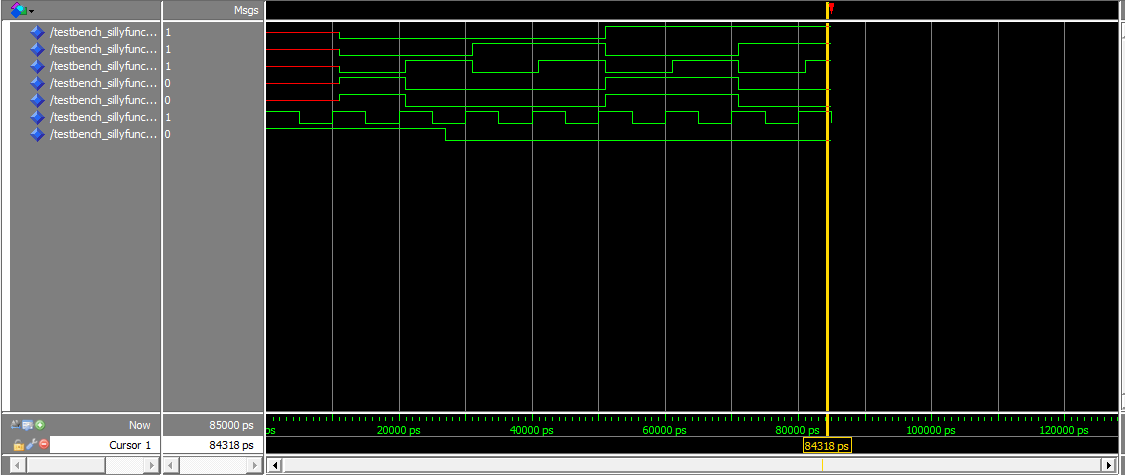 Msgs
/testbench_sillyfunc... 1
/testbench_sillyfunc... 1
/testbench_sillyfunc... 1
/testbench_sillyfunc... 0
/testbench_sillyfunc... 0
/testbench_sillyfunc... 1
/testbench_sillyfunc... 0
Now 85000 ps ps 20000 ps 40000 ps 60000 ps 80000 ps 100000 ps 120000 ps
Cursor 1 84318 ps 84318 ps